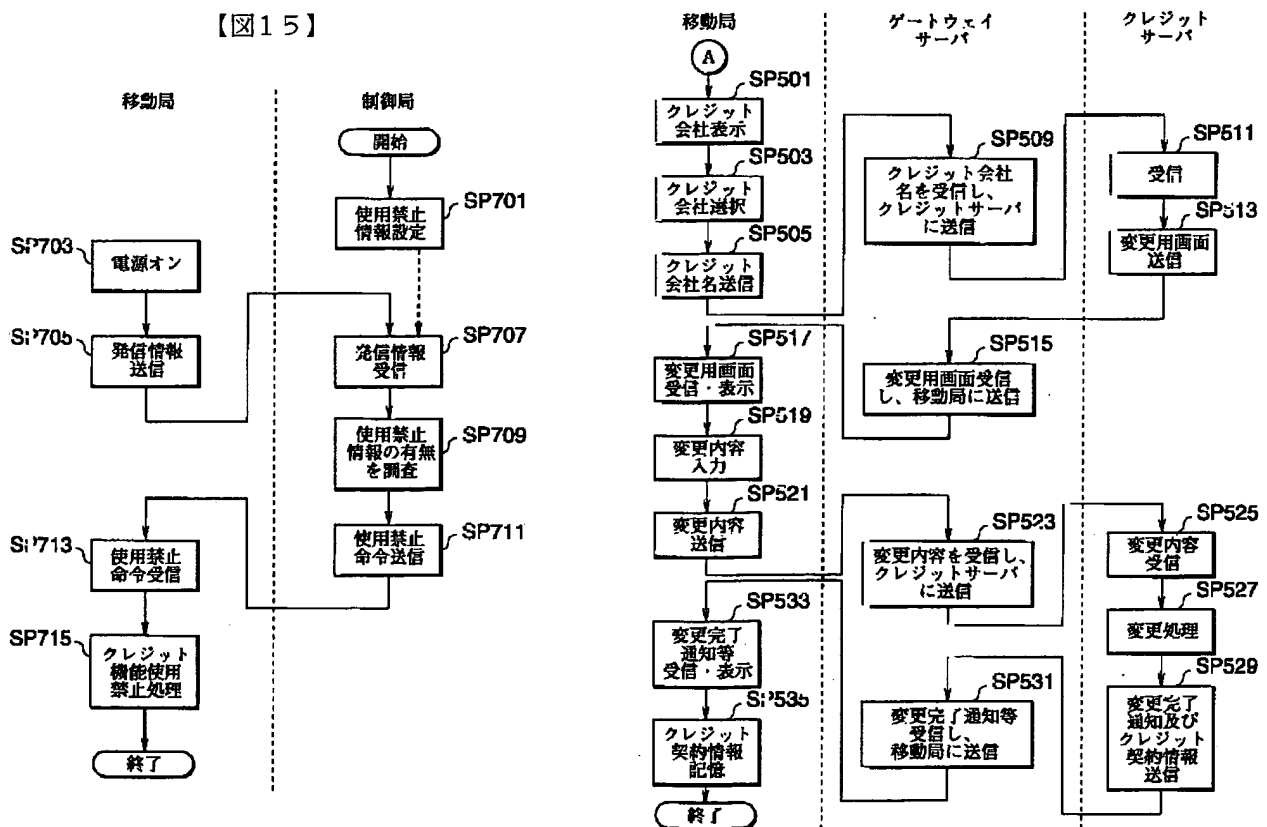 【図１５】
移動局
制御局
開始
SP701
使用禁止
情報設定
SP703
電源オン
SP705
発信情報
送信
SP707
発信情報
受信
SP709
使用禁止
情報の有無
を調査
SP711
使用禁止
命令送信
SP713
使用禁止
命令受信
SP715
クレジット
機能使用
禁止処理
終了
移動局
ゲートウェイ
サーバ
クレジット
サーバ
A
SP501
クレジット
会社表示
SP503
クレジット
会社選択
SP505
クレジット
会社名送信
SP509
クレジット会社
名を受信し、
クレジットサーバ
に送信
SP511
受信
SP513
変更用画面
送信
SP515
変更用画面受信
し、移動局に送信
SP517
変更用画面
受信・表示
SP519
変更内容
入力
SP521
変更内容
送信
SP523
変更内容を受信し、
クレジットサーバ
に送信
SP525
変更内容
受信
SP527
変更処理
SP529
変更完了
通知及び
クレジット
契約情報
送信
SP531
変更完了通知等
受信し、
移動局に送信
SP533
変更完了
通知等
受信・表示
SP535
クレジット
契約情報
記憶
終了